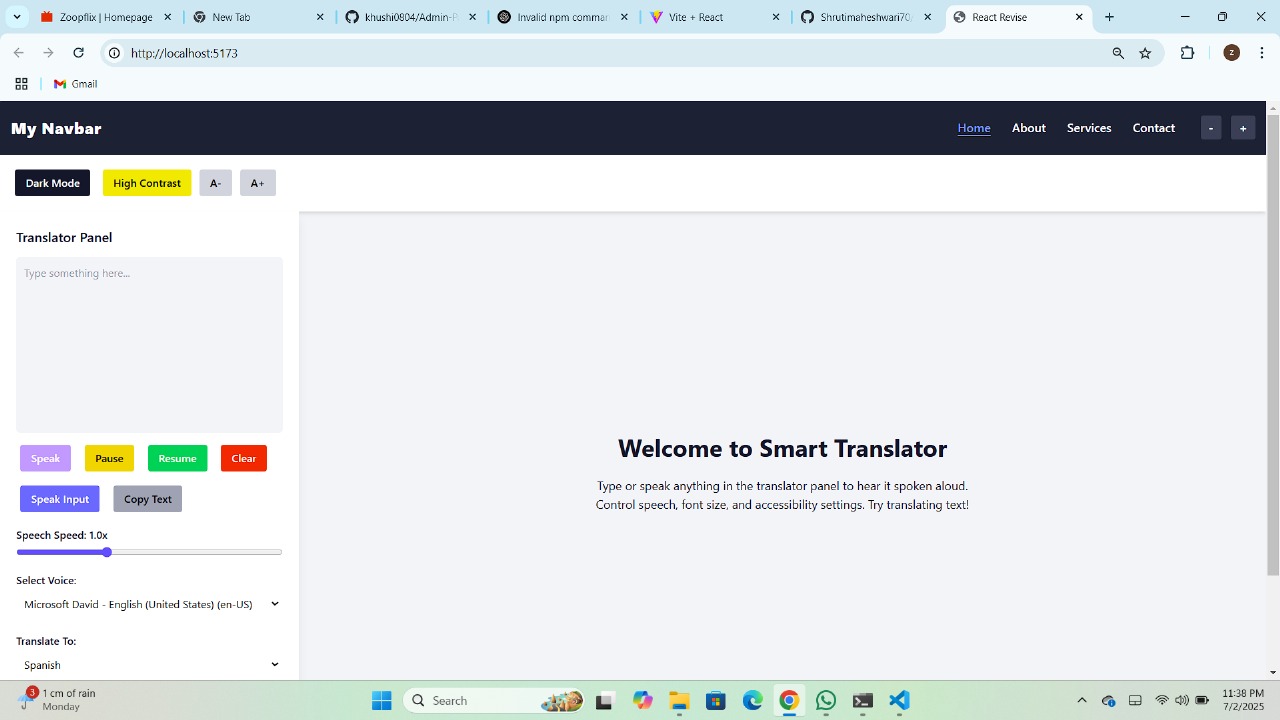 Zoopflix | Homepage
New Tab
khushi0804/Admin-P
Invalid npm comman
Vite + React
Shrutimaheshwari70/
React Revise
http://localhost:5173
z
Gmail
My Navbar
Home
About
Services
Contact
-
+
Dark Mode
High Contrast
A-
A+
Translator Panel
Type something here...
Speak
Pause
Resume
Clear
Speak Input
Copy Text
Speech Speed: 1.0x
Select Voice:
Microsoft David - English (United States) (en-US)
Translate To:
Spanish
Welcome to Smart Translator
Type or speak anything in the translator panel to hear it spoken aloud.
Control speech, font size, and accessibility settings. Try translating text!
3
1 cm of rain
Monday
Search
11:38 PM
7/2/2025